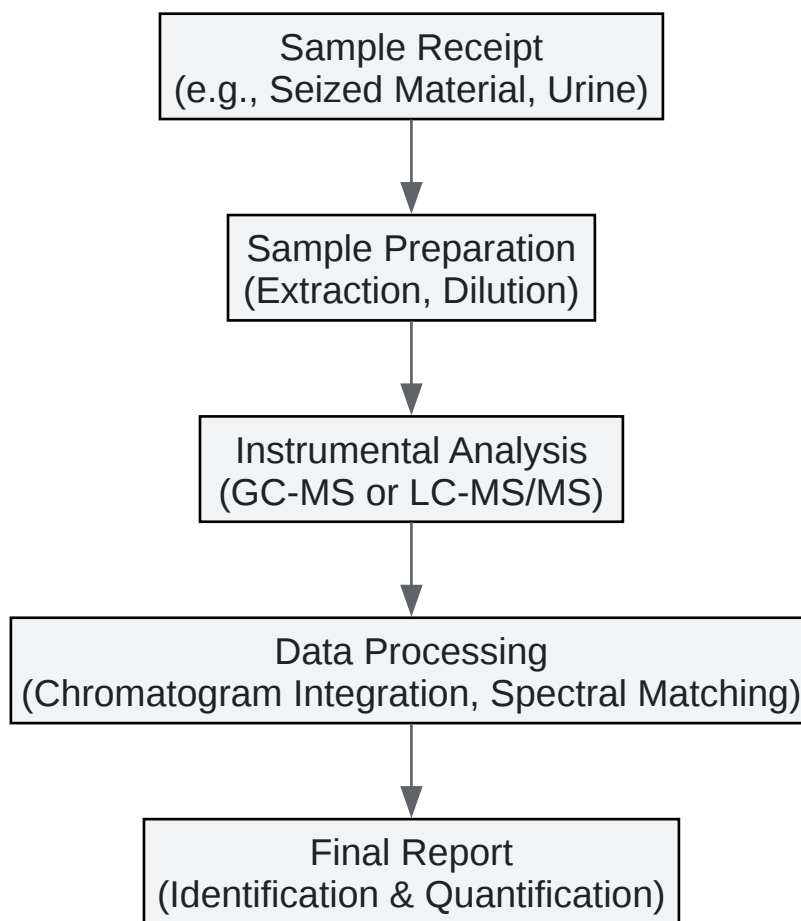 Sample Receipt
(e.g., Seized Material, Urine)
Sample Preparation
(Extraction, Dilution)
Instrumental Analysis
(GC-MS or LC-MS/MS)
Data Processing
(Chromatogram Integration, Spectral Matching)
Final Report
(Identification & Quantification)